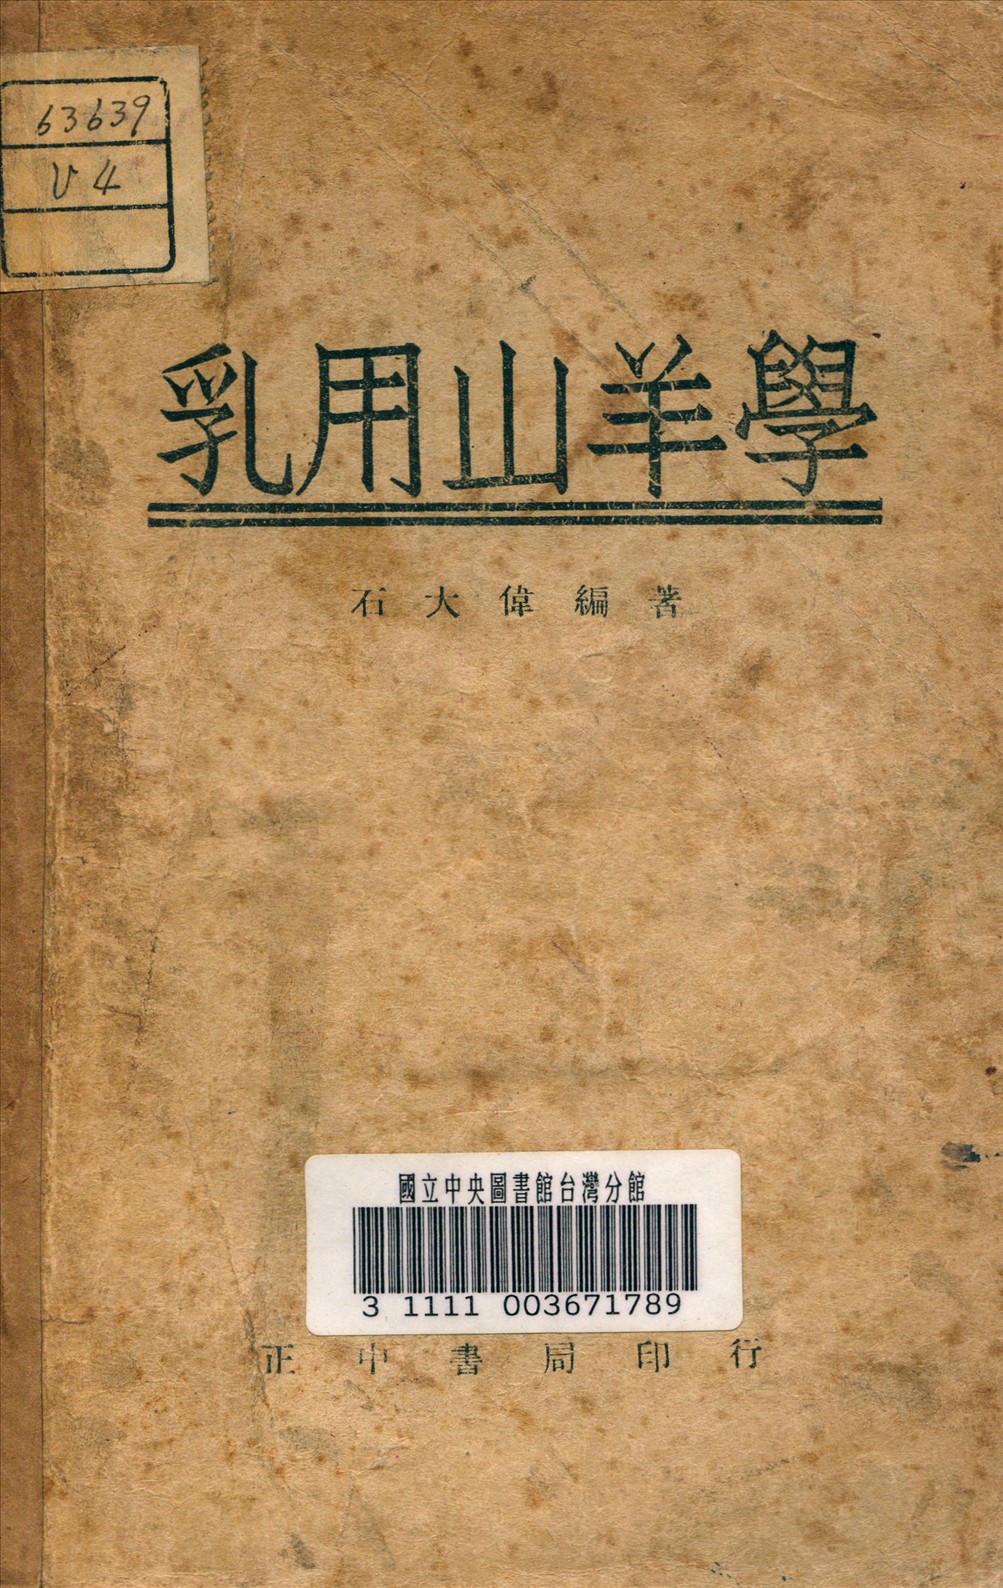 63639
V4
乳用山羊學
石大偉編著
國立中央圖書館台灣分館
3 1111 003671789
正中書局印行